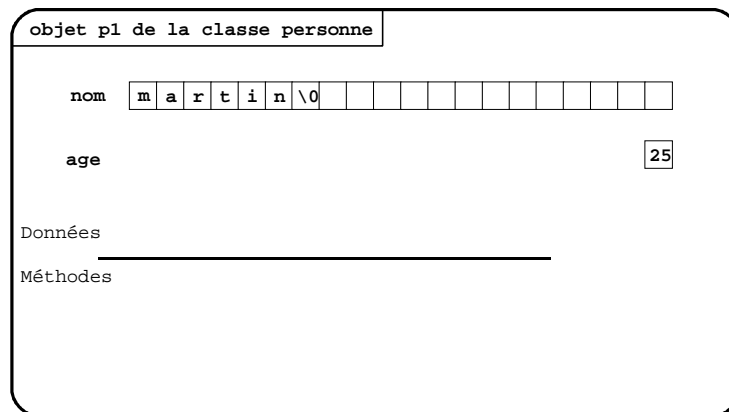 objet p1 de la classe personne
nom m a r t i n \0
age 25
Données
Méthodes